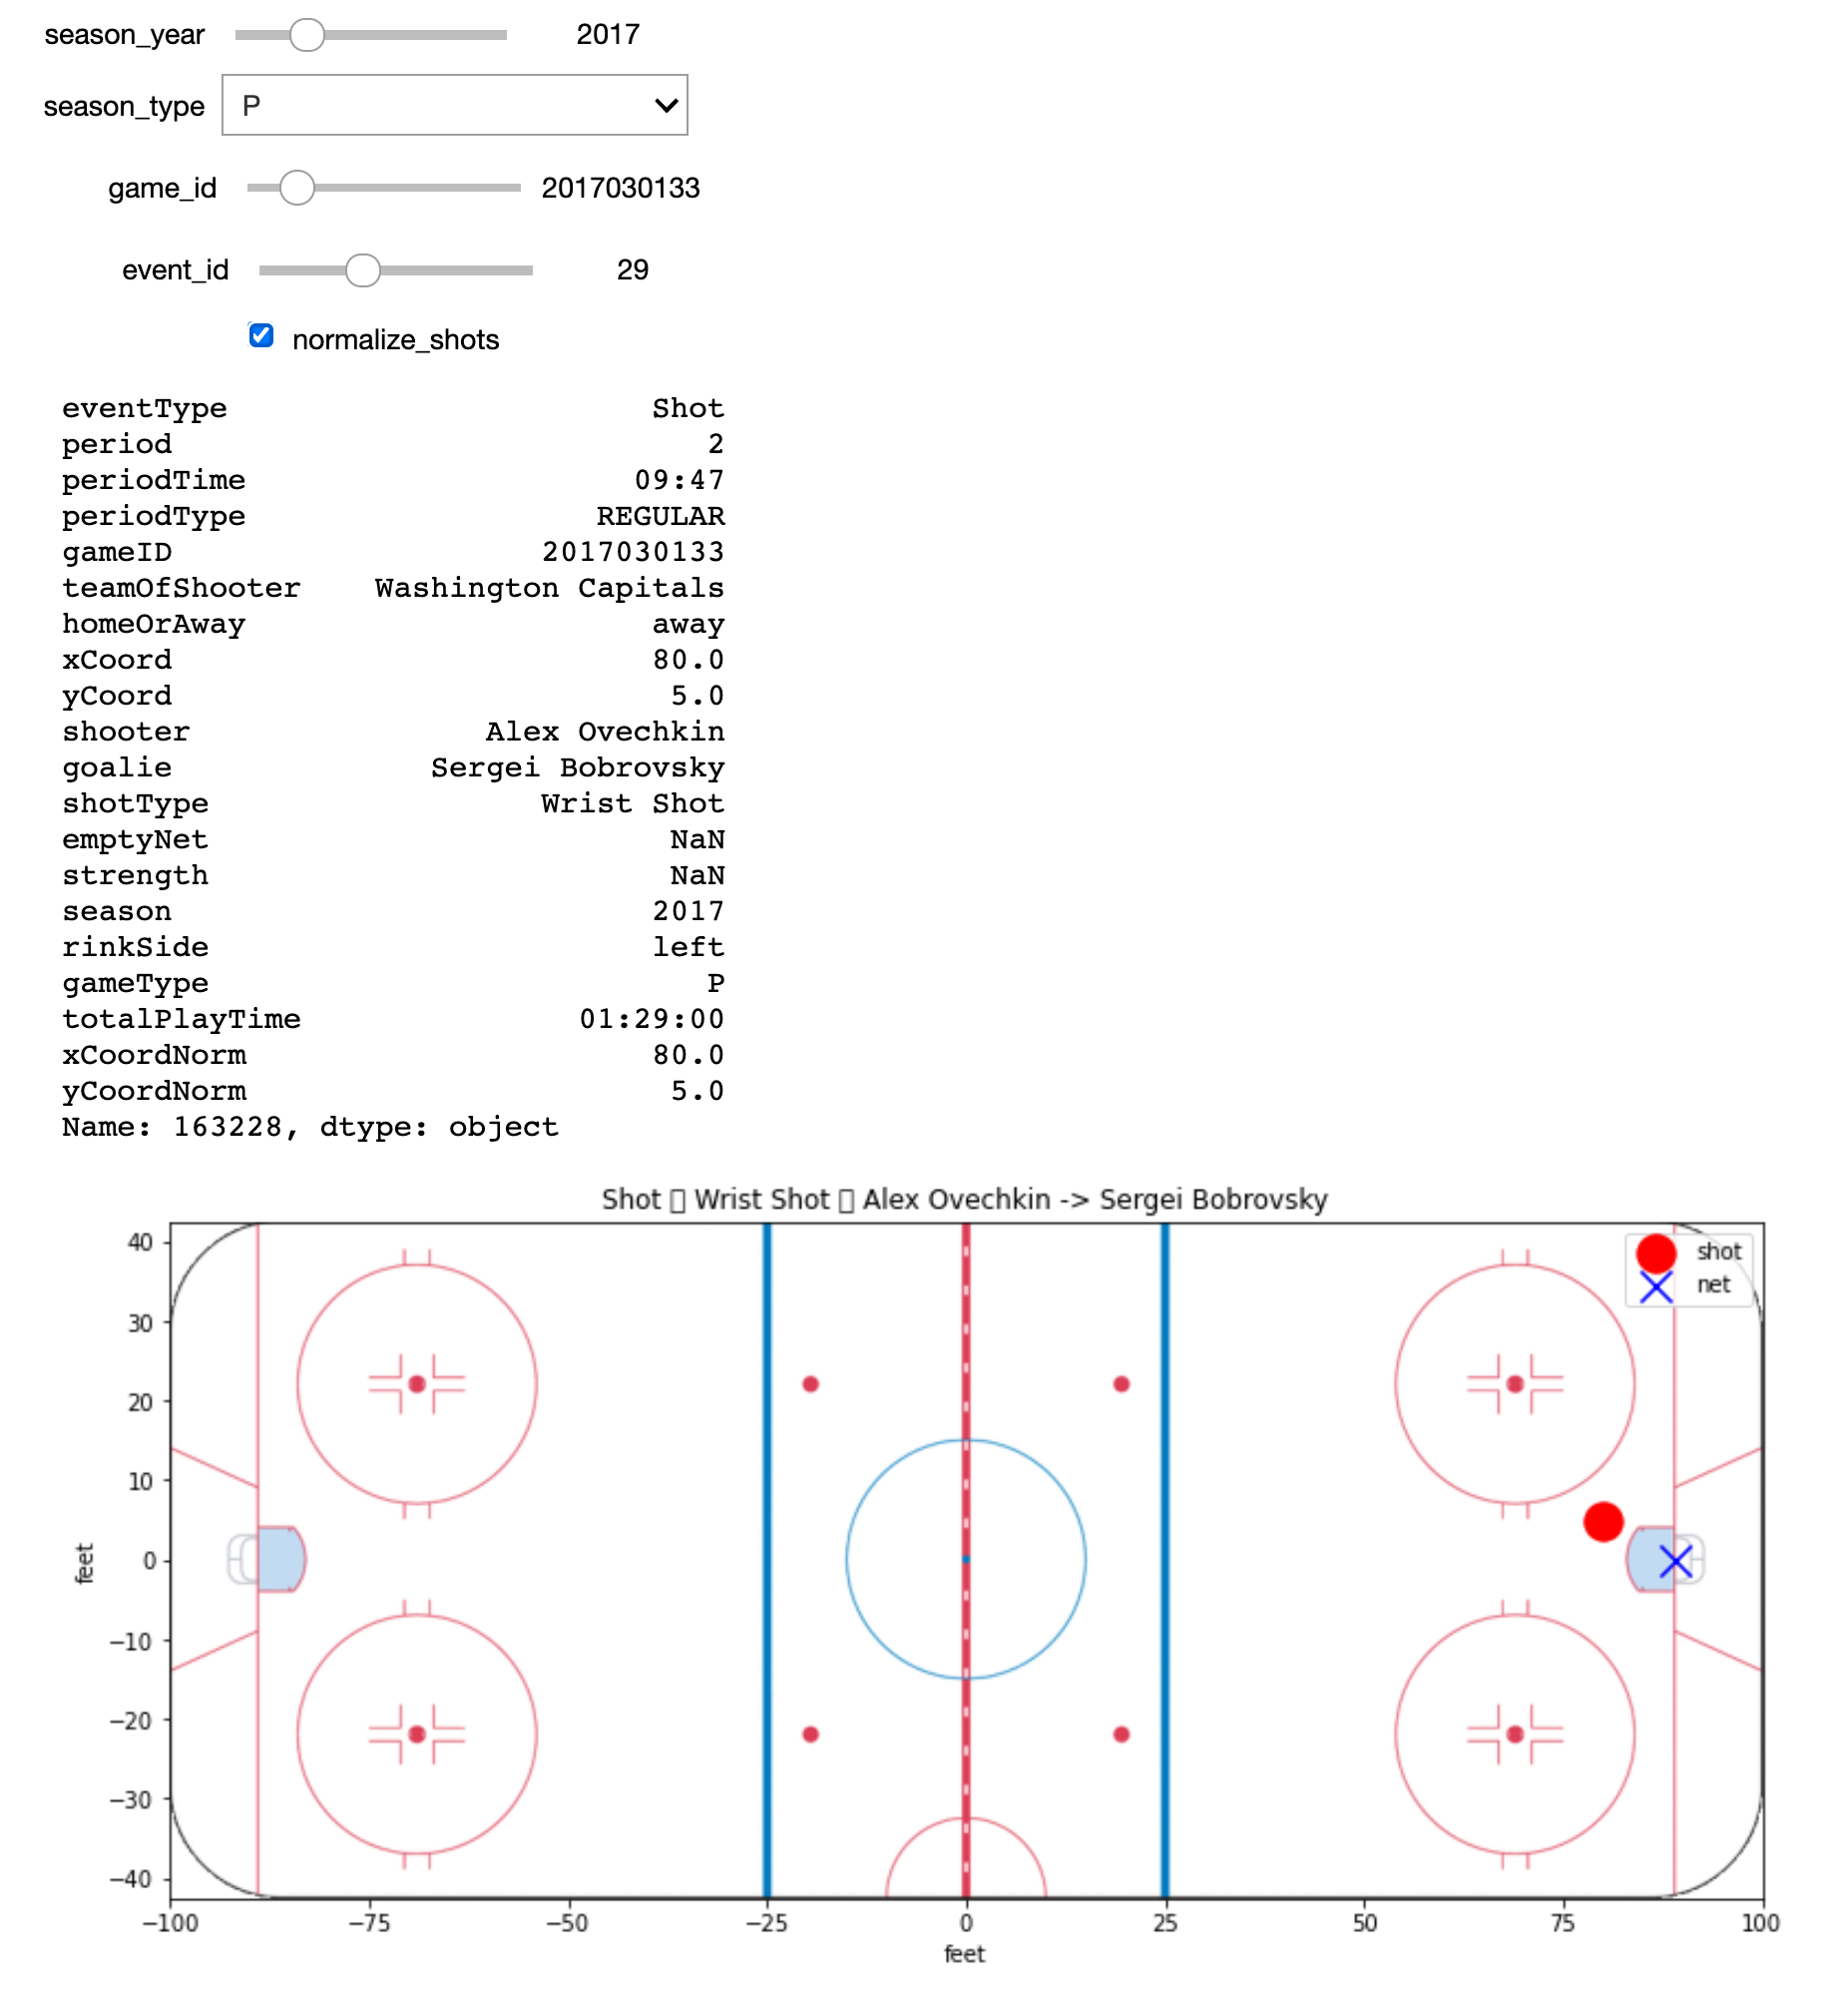 season_year 2017
season_type P
game_id 2017030133
event_id 29
normalize_shots
eventType Shot
period 2
periodTime 09:47
periodType REGULAR
gameID 2017030133
teamOfShooter Washington Capitals
homeOrAway away
xCoord 80.0
yCoord 5.0
shooter Alex Ovechkin
goalie Sergei Bobrovsky
shotType Wrist Shot
emptyNet NaN
strength NaN
season 2017
rinkSide left
gameType P
totalPlayTime 01:29:00
xCoordNorm 80.0
yCoordNorm 5.0
Name: 163228, dtype: object
Shot ▯ Wrist Shot ▯ Alex Ovechkin -> Sergei Bobrovsky
shot
net
40
30
20
10
0
−10
−20
−30
−40
feet
−100 −75 −50 −25 0 25 50 75 100
feet